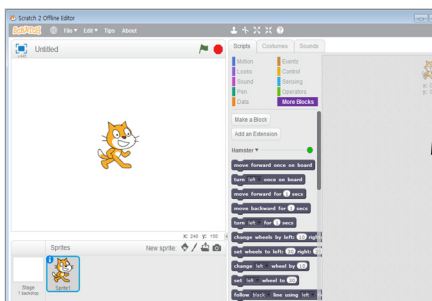 Scratch 2 Offline Editor
SCRATCH File▾ Edit▾ Tips About
Untitled
Scripts Costumes Sounds
Motion Events
Looks Control
Sound Sensing
Pen Operators
Data More Blocks
Make a Block
Add an Extension
Hamster ▾
move forward once on board
turn left once on board
move forward for 1 secs
move backward for 1 secs
turn left for 1 secs
change wheels by left: 10 right
set wheels to left: 30 right:
change left wheel by 10
set left wheel to 30
follow black line using left
X: 240 y: 155
Sprites New sprite:
Stage
1 backdrop
Sprite1